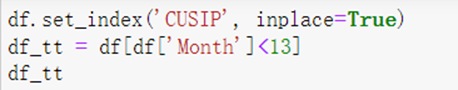 df.set_index('CUSIP', inplace=True)
df_tt = df[df['Month']<13]
df_tt